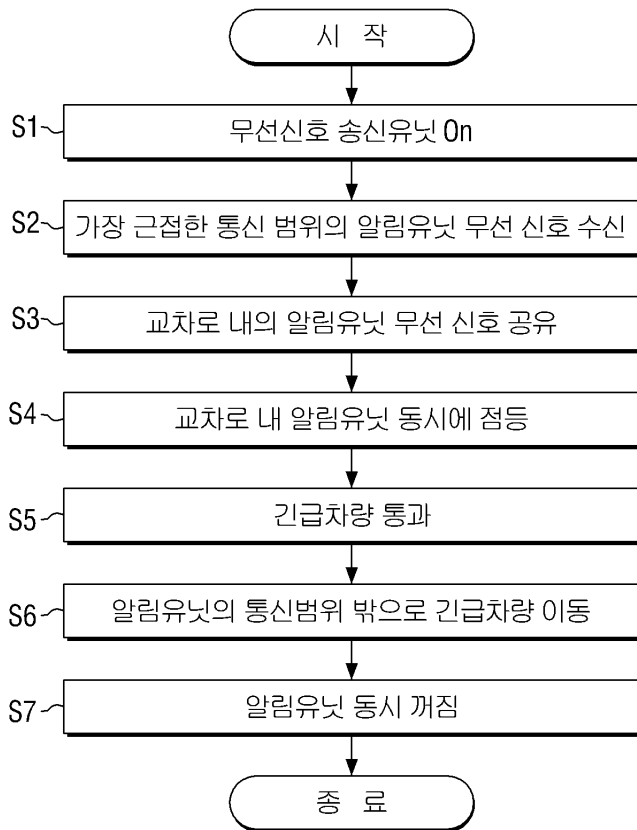 시 작
S1
무선신호 송신유닛 On
S2
가장 근접한 통신 범위의 알림유닛 무선 신호 수신
S3
교차로 내의 알림유닛 무선 신호 공유
S4
교차로 내 알림유닛 동시에 점등
S5
긴급차량 통과
S6
알림유닛의 통신범위 밖으로 긴급차량 이동
S7
알림유닛 동시 꺼짐
종 료